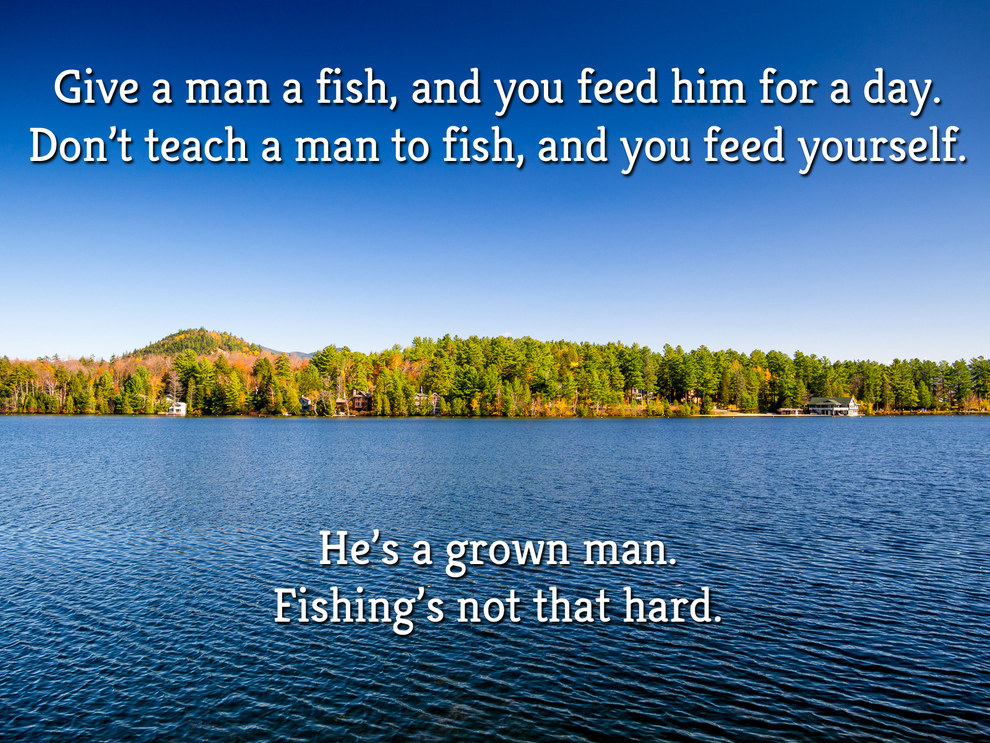 Give a man a fish, and you feed him for a day.
Don’t teach a man to fish, and you feed yourself.
He’s a grown man.
Fishing’s not that hard.